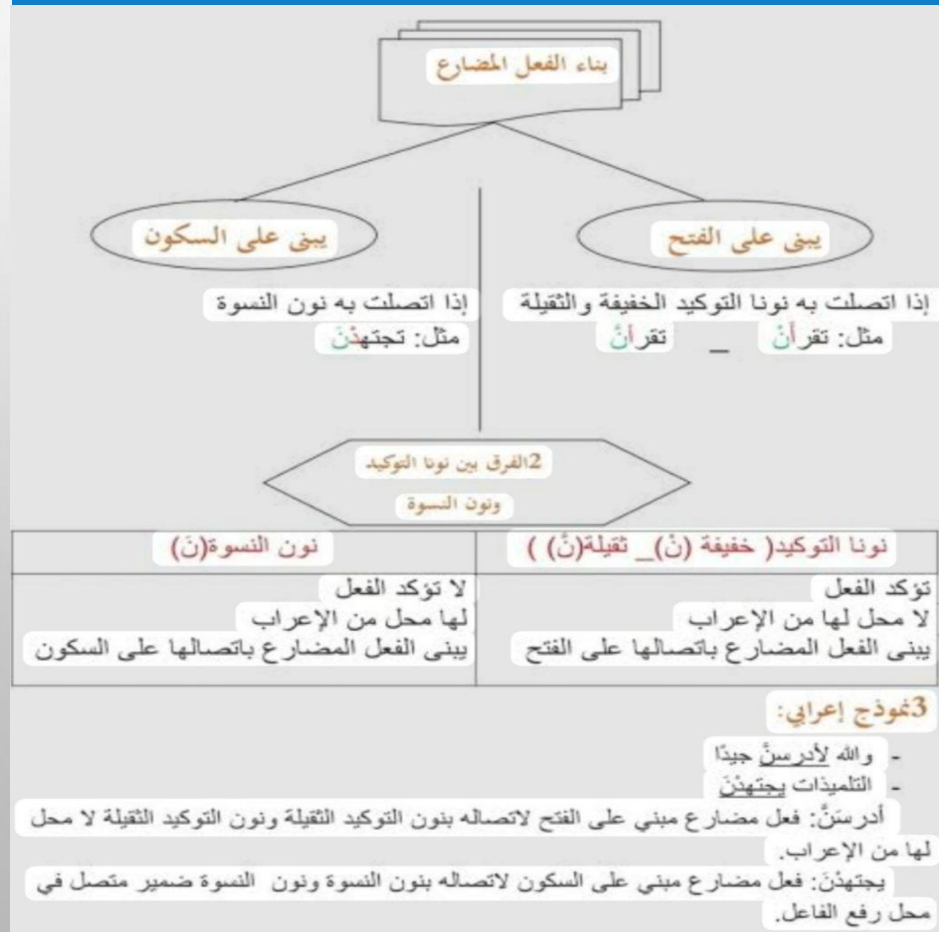 بناء الفعل المضارع
يبنى على الفتح
يبنى على السكون
إذا اتصلت به نونا التوكيد الخفيفة والثقيلة
مثل: تقرأنْ _ تقرأنَّ
إذا اتصلت به نون النسوة
مثل: تجتهدْنَ
2الفرق بين نونا التوكيد
ونون النسوة
نونا التوكيد( خفيفة (نْ)_ ثقيلة(نَّ) )
نون النسوة(نَ)
تؤكد الفعل
لا محل لها من الإعراب
يبنى الفعل المضارع باتصالها على الفتح
لا تؤكد الفعل
لها محل من الإعراب
يبنى الفعل المضارع باتصالها على السكون
3نموذج إعرابي:
- والله لأدرسنَّ جيدًا
- التلميذات يجتهدْنَ
أدرسَنَّ: فعل مضارع مبني على الفتح لاتصاله بنون التوكيد الثقيلة ونون التوكيد الثقيلة لا محل
لها من الإعراب.
يجتهدْنَ: فعل مضارع مبني على السكون لاتصاله بنون النسوة ونون النسوة ضمير متصل في
محل رفع الفاعل.